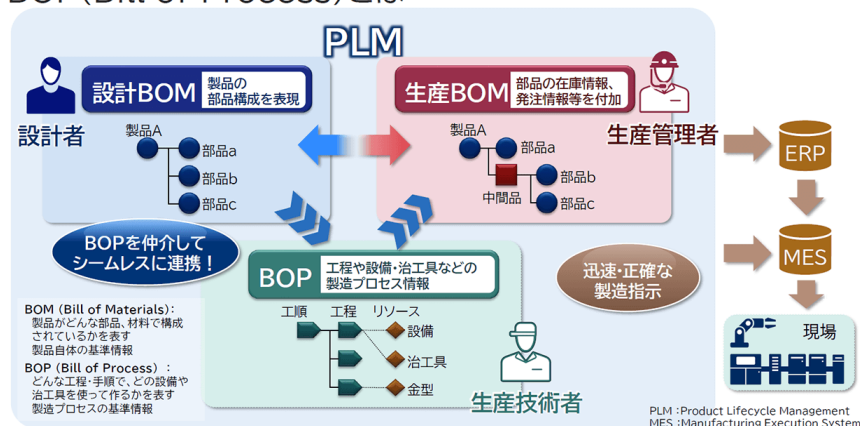 BOP (Bill of Process) とは
PLM
設計者
設計BOM
製品の
部品構成を表現
製品A
部品a
部品b
部品c
生産BOM
部品の在庫情報、
発注情報等を付加
生産管理者
製品A
部品a
中間品
部品b
部品c
ERP
MES
現場
BOPを仲介して
シームレスに連携！
BOP
工程や設備・治工具などの
製造プロセス情報
工順
工程
リソース
設備
治工具
金型
生産技術者
迅速・正確な
製造指示
BOM (Bill of Materials)：
製品がどんな部品、材料で構成
されているかを表す
製品自体の基準情報
BOP (Bill of Process) ：
どんな工程・手順で、どの設備や
治工具を使って作るかを表す
製造プロセスの基準情報
PLM ：Product Lifecycle Management
MES ：Manufacturing Execution System